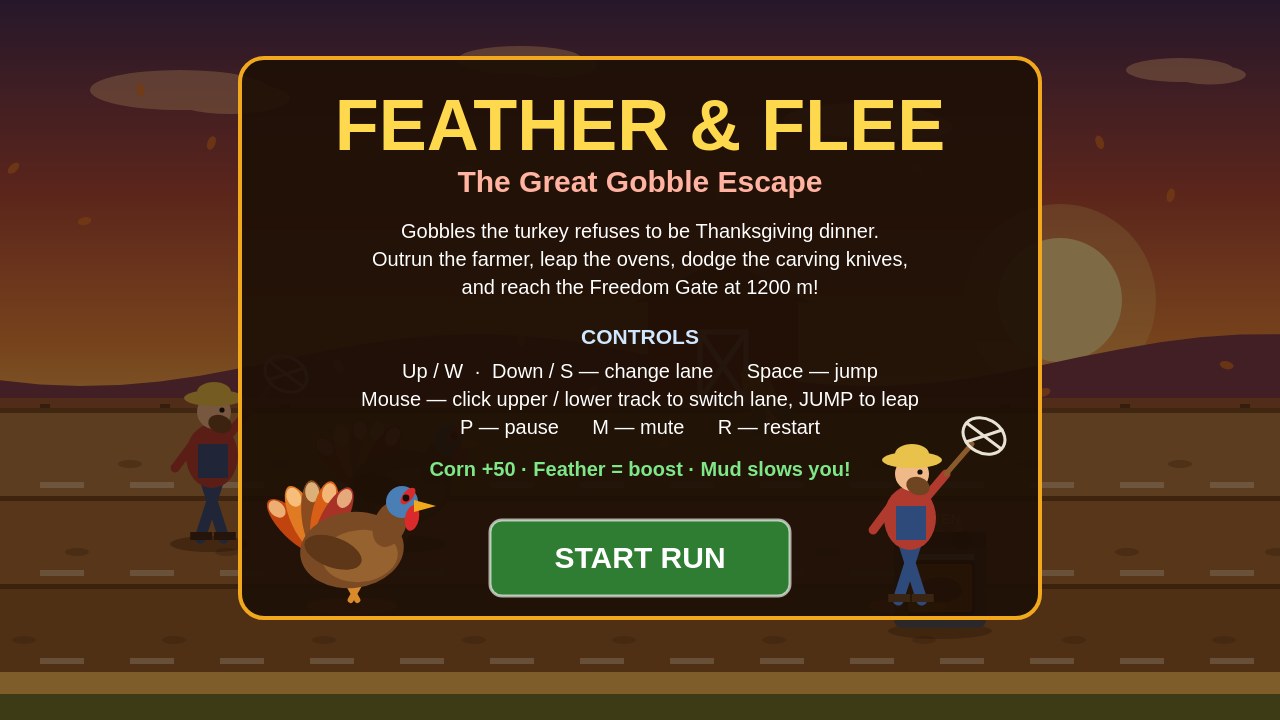 FEATHER & FLEE
The Great Gobble Escape
Gobbles the turkey refuses to be Thanksgiving dinner.
Outrun the farmer, leap the ovens, dodge the carving knives,
and reach the Freedom Gate at 1200 m!
CONTROLS
Up / W · Down / S — change lane Space — jump
Mouse — click upper / lower track to switch lane, JUMP to leap
P — pause M — mute R — restart
Corn +50 · Feather = boost · Mud slows you!
START RUN